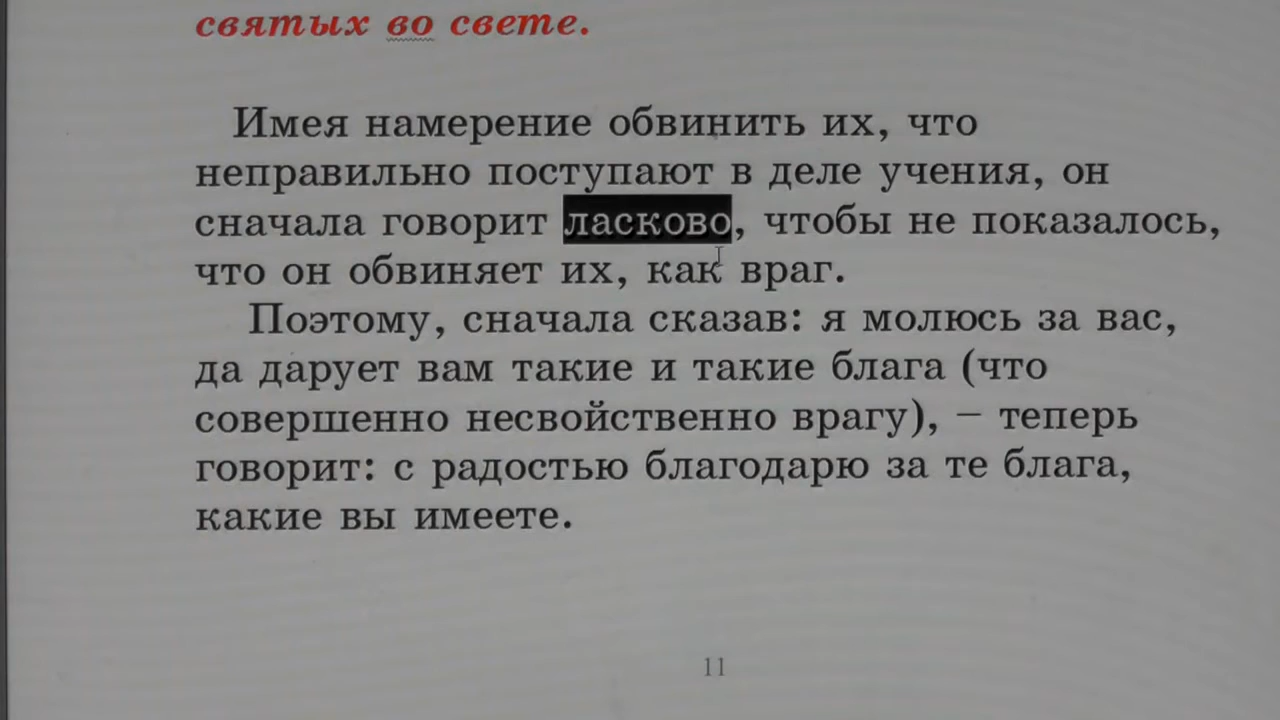 святых во свете.
Имея намерение обвинить их, что
неправильно поступают в деле учения, он
сначала говорит ласково, чтобы не показалось,
что он обвиняет их, как враг.
Поэтому, сначала сказав: я молюсь за вас,
да дарует вам такие и такие блага (что
совершенно несвойственно врагу), – теперь
говорит: с радостью благодарю за те блага,
какие вы имеете.
11